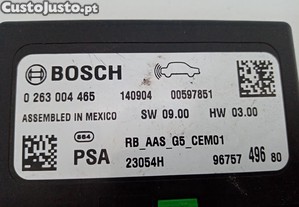 CustoJusto.pt
BOSCH
0 263 004 465 140904 00597851
ASSEMBLED IN MEXICO SW 09.00 HW 03.00
PSA RB_AAS_G5_CEM01
23054H 96757 496 80